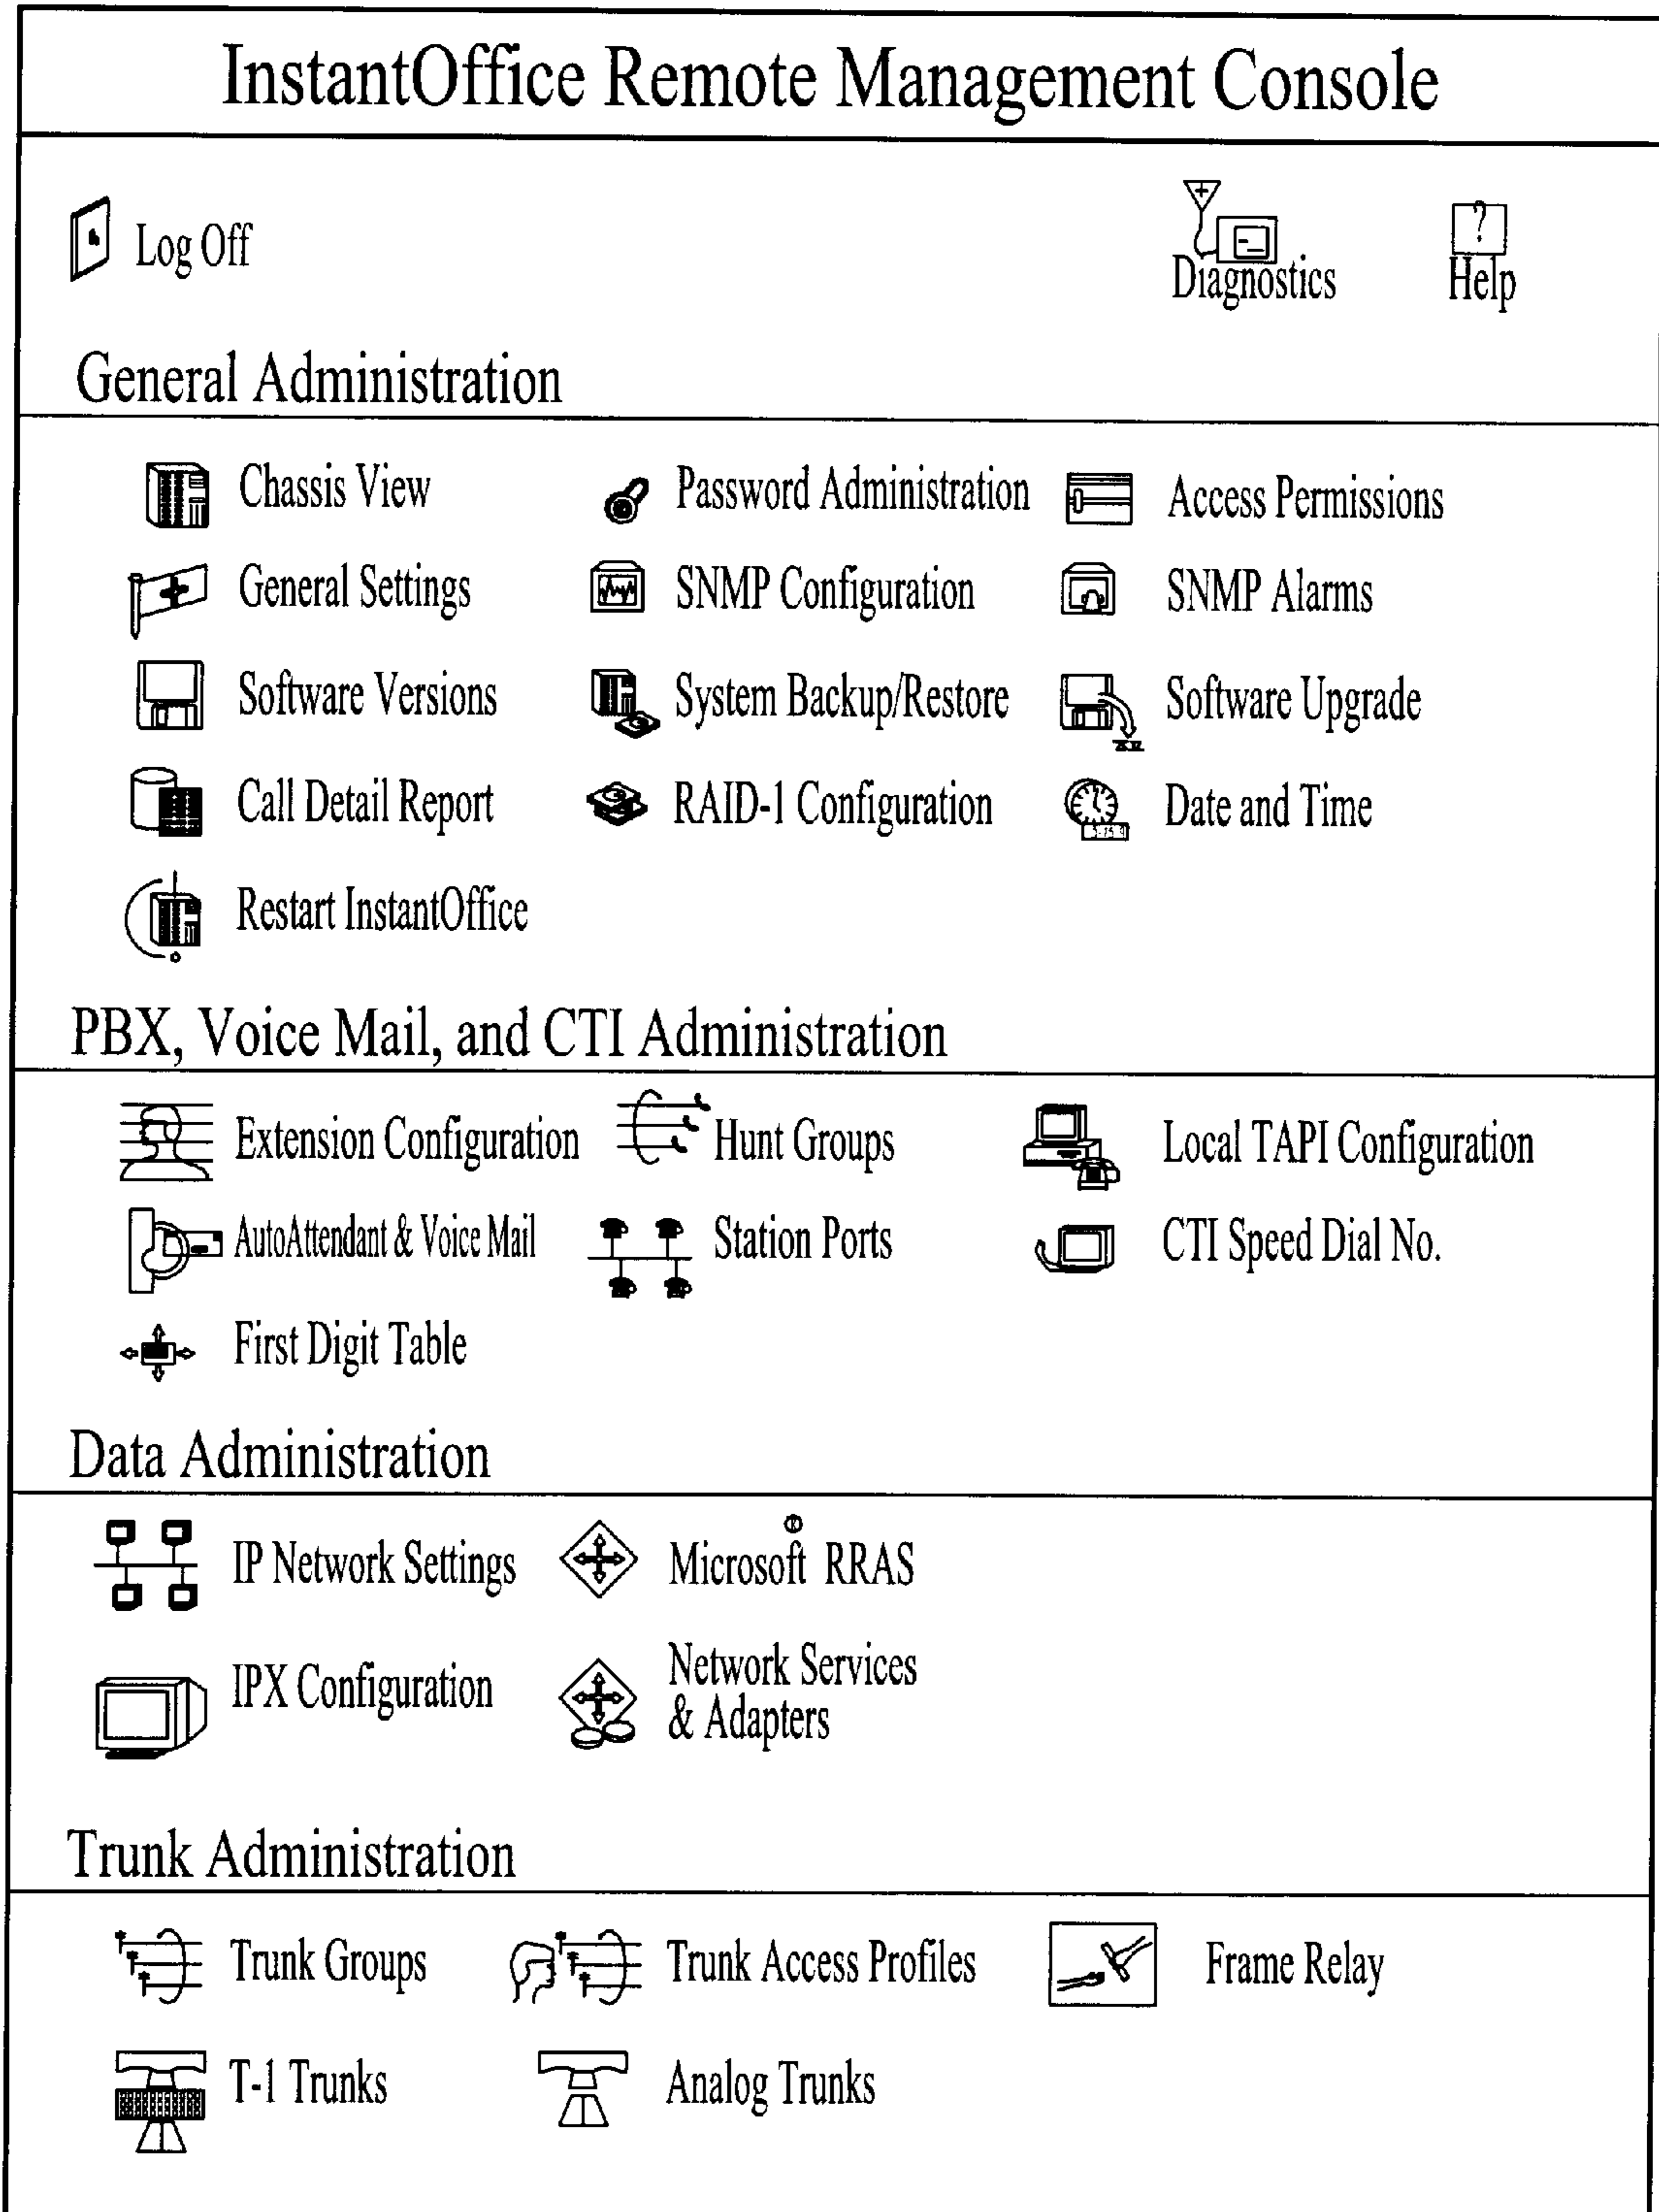 InstantOffice Remote Management Console
Log Off
Diagnostics
?
Help
General Administration
Chassis View
Password Administration
Access Permissions
General Settings
SNMP Configuration
SNMP Alarms
Software Versions
System Backup/Restore
Software Upgrade
Call Detail Report
RAID-1 Configuration
Date and Time
Restart InstantOffice
PBX, Voice Mail, and CTI Administration
Extension Configuration
Hunt Groups
Local TAPI Configuration
AutoAttendant & Voice Mail
Station Ports
CTI Speed Dial No.
First Digit Table
Data Administration
IP Network Settings
Microsoft® RRAS
IPX Configuration
Network Services
& Adapters
Trunk Administration
Trunk Groups
Trunk Access Profiles
Frame Relay
T-1 Trunks
Analog Trunks